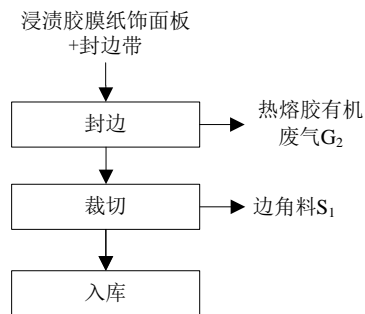 浸渍胶膜纸饰面板
+封边带
封边
热熔胶有机
废气G₂
裁切
边角料S₁
入库